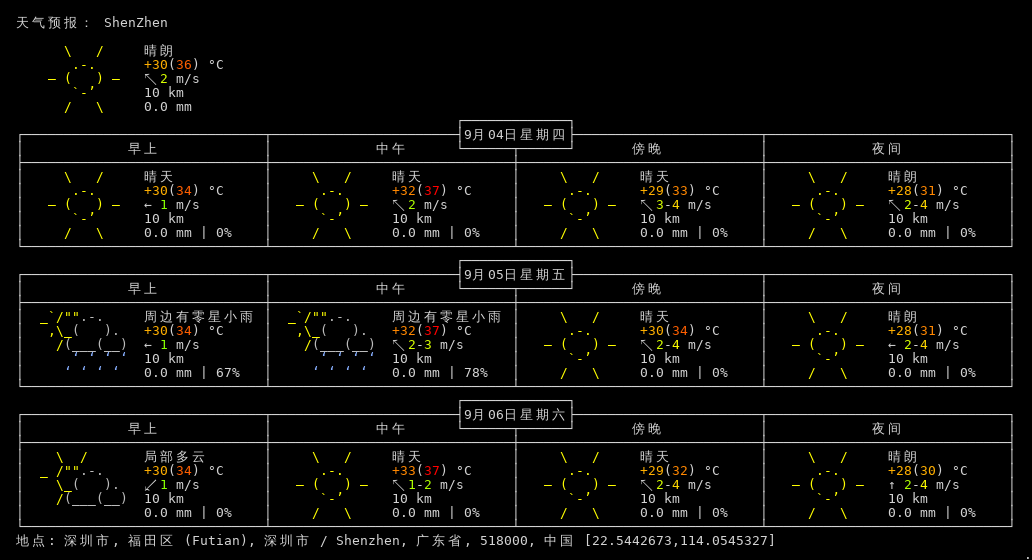 天气预报： ShenZhen
晴朗
+30(36) °C
↖2 m/s
10 km
0.0 mm
9月04日星期四
早上 中午 傍晚 夜间
晴天 晴天 晴天 晴朗
+30(34) °C +32(37) °C +29(33) °C +28(31) °C
← 1 m/s ↖2 m/s ↖3-4 m/s ↖2-4 m/s
10 km 10 km 10 km 10 km
0.0 mm | 0% 0.0 mm | 0% 0.0 mm | 0% 0.0 mm | 0%
9月05日星期五
早上 中午 傍晚 夜间
周边有零星小雨 周边有零星小雨 晴天 晴朗
+30(34) °C +32(37) °C +30(34) °C +28(31) °C
← 1 m/s ↖2-3 m/s ↖2-4 m/s ← 2-4 m/s
10 km 10 km 10 km 10 km
0.0 mm | 67% 0.0 mm | 78% 0.0 mm | 0% 0.0 mm | 0%
9月06日星期六
早上 中午 傍晚 夜间
局部多云 晴天 晴天 晴朗
+30(34) °C +33(37) °C +29(32) °C +28(30) °C
↙1 m/s ↖1-2 m/s ↖2-4 m/s ↑ 2-4 m/s
10 km 10 km 10 km 10 km
0.0 mm | 0% 0.0 mm | 0% 0.0 mm | 0% 0.0 mm | 0%
地点: 深圳市, 福田区 (Futian), 深圳市 / Shenzhen, 广东省, 518000, 中国 [22.5442673,114.0545327]